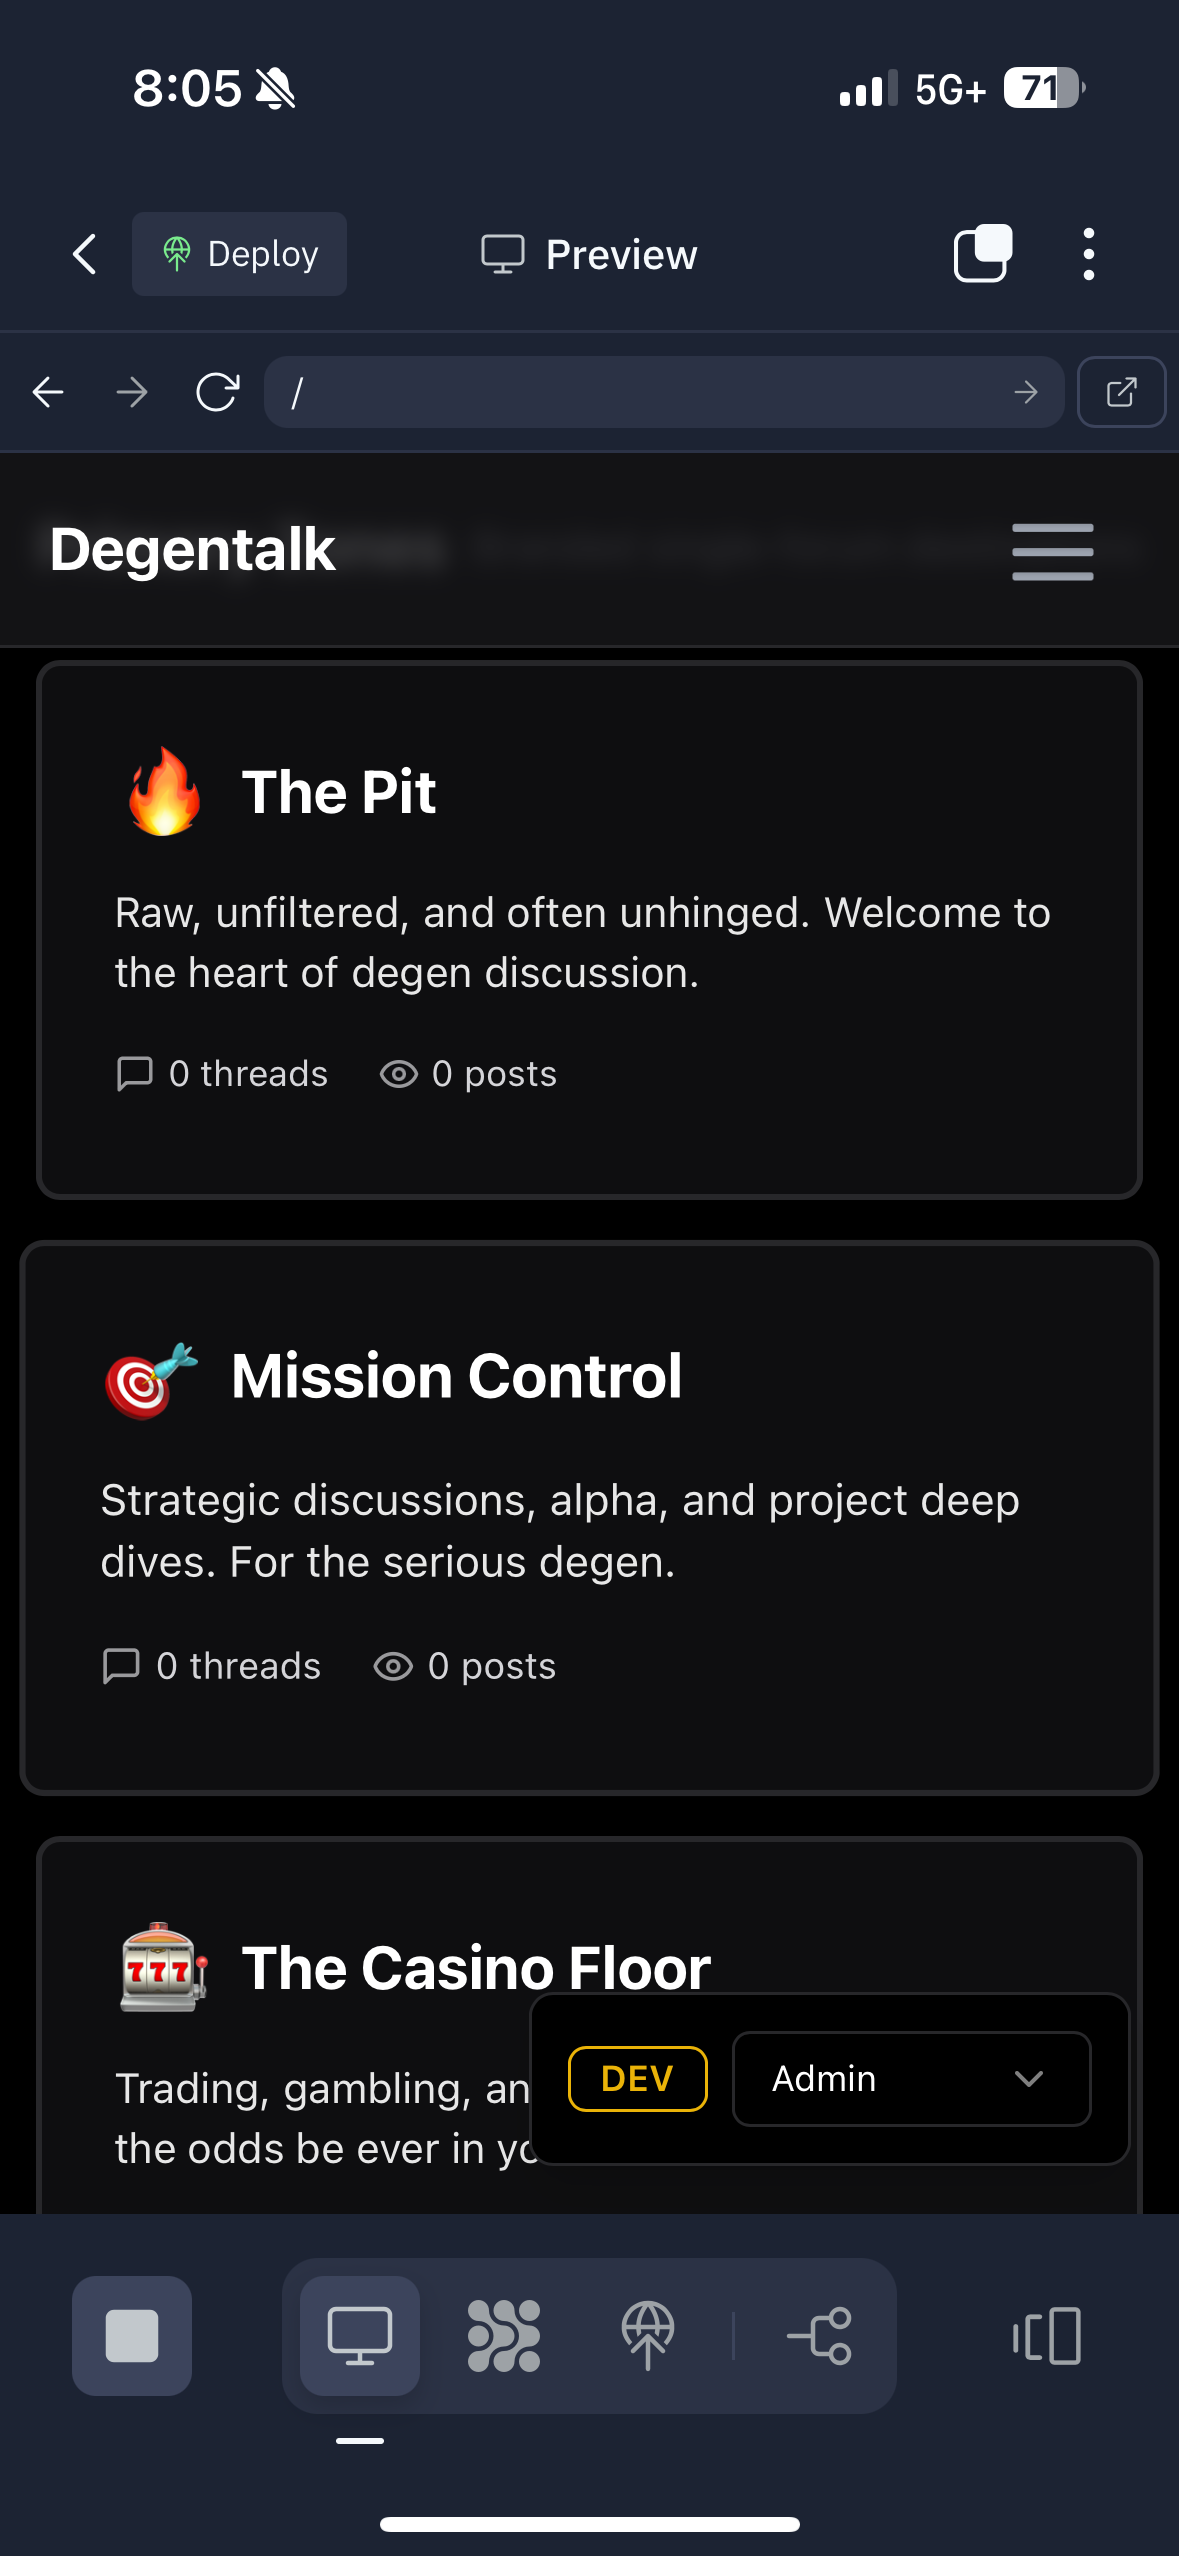 8:05
5G+
71
Deploy
Preview
/
Degentalk
The Pit
Raw, unfiltered, and often unhinged. Welcome to
the heart of degen discussion.
0 threads 0 posts
Mission Control
Strategic discussions, alpha, and project deep
dives. For the serious degen.
0 threads 0 posts
777
The Casino Floor
Trading, gambling, an
the odds be ever in yo
DEV
Admin